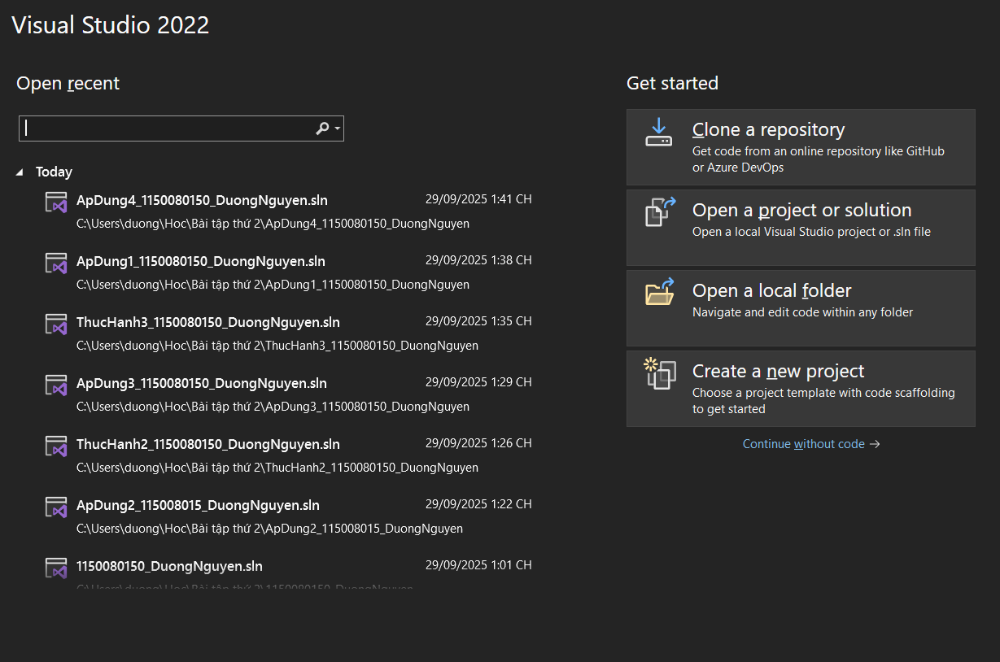 Visual Studio 2022
Open recent
Today
ApDung4_1150080150_DuongNguyen.sln 29/09/2025 1:41 CH
C:\Users\duong\Hoc\Bài tập thứ 2\ApDung4_1150080150_DuongNguyen
ApDung1_1150080150_DuongNguyen.sln 29/09/2025 1:38 CH
C:\Users\duong\Hoc\Bài tập thứ 2\ApDung1_1150080150_DuongNguyen
ThucHanh3_1150080150_DuongNguyen.sln 29/09/2025 1:35 CH
C:\Users\duong\Hoc\Bài tập thứ 2\ThucHanh3_1150080150_DuongNguyen
ApDung3_1150080150_DuongNguyen.sln 29/09/2025 1:29 CH
C:\Users\duong\Hoc\Bài tập thứ 2\ApDung3_1150080150_DuongNguyen
ThucHanh2_1150080150_DuongNguyen.sln 29/09/2025 1:26 CH
C:\Users\duong\Hoc\Bài tập thứ 2\ThucHanh2_1150080150_DuongNguyen
ApDung2_115008015_DuongNguyen.sln 29/09/2025 1:22 CH
C:\Users\duong\Hoc\Bài tập thứ 2\ApDung2_115008015_DuongNguyen
1150080150_DuongNguyen.sln 29/09/2025 1:01 CH
C:\Users\duong\Hoc\Bài tập thứ 2\1150080150_DuongNguyen
Get started
Clone a repository
Get code from an online repository like GitHub
or Azure DevOps
Open a project or solution
Open a local Visual Studio project or .sln file
Open a local folder
Navigate and edit code within any folder
Create a new project
Choose a project template with code scaffolding
to get started
Continue without code →